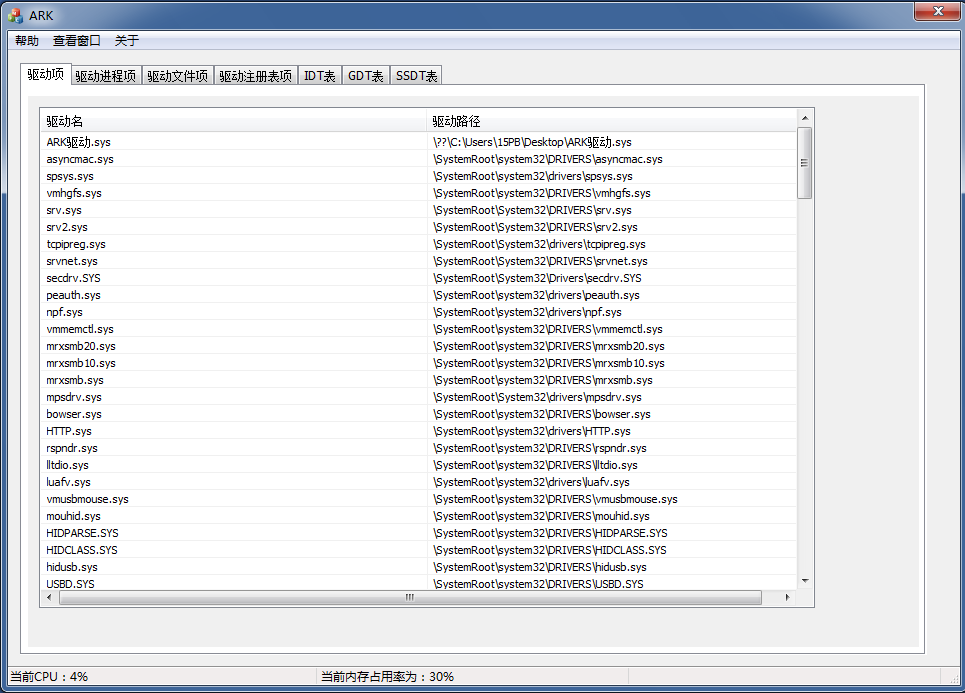 ARK
帮助 查看窗口 关于
驱动项 驱动进程项 驱动文件项 驱动注册表项 IDT表 GDT表 SSDT表
驱动名 驱动路径
ARK驱动.sys \??\C:\Users\15PB\Desktop\ARK驱动.sys
asyncmac.sys \SystemRoot\system32\DRIVERS\asyncmac.sys
spsys.sys \SystemRoot\system32\drivers\spsys.sys
vmhgfs.sys \SystemRoot\system32\DRIVERS\vmhgfs.sys
srv.sys \SystemRoot\System32\DRIVERS\srv.sys
srv2.sys \SystemRoot\System32\DRIVERS\srv2.sys
tcpipreg.sys \SystemRoot\System32\drivers\tcpipreg.sys
srvnet.sys \SystemRoot\System32\DRIVERS\srvnet.sys
secdrv.SYS \SystemRoot\System32\Drivers\secdrv.SYS
peauth.sys \SystemRoot\system32\drivers\peauth.sys
npf.sys \SystemRoot\system32\drivers\npf.sys
vmmemctl.sys \SystemRoot\system32\DRIVERS\vmmemctl.sys
mrxsmb20.sys \SystemRoot\system32\DRIVERS\mrxsmb20.sys
mrxsmb10.sys \SystemRoot\system32\DRIVERS\mrxsmb10.sys
mrxsmb.sys \SystemRoot\system32\DRIVERS\mrxsmb.sys
mpsdrv.sys \SystemRoot\System32\drivers\mpsdrv.sys
bowser.sys \SystemRoot\system32\DRIVERS\bowser.sys
HTTP.sys \SystemRoot\system32\drivers\HTTP.sys
rspndr.sys \SystemRoot\system32\DRIVERS\rspndr.sys
lltdio.sys \SystemRoot\system32\DRIVERS\lltdio.sys
luafv.sys \SystemRoot\system32\drivers\luafv.sys
vmusbmouse.sys \SystemRoot\system32\DRIVERS\vmusbmouse.sys
mouhid.sys \SystemRoot\system32\DRIVERS\mouhid.sys
HIDPARSE.SYS \SystemRoot\system32\DRIVERS\HIDPARSE.SYS
HIDCLASS.SYS \SystemRoot\system32\DRIVERS\HIDCLASS.SYS
hidusb.sys \SystemRoot\system32\DRIVERS\hidusb.sys
USBD.SYS \SystemRoot\system32\DRIVERS\USBD.SYS
当前CPU：4% 当前内存占用率为：30%